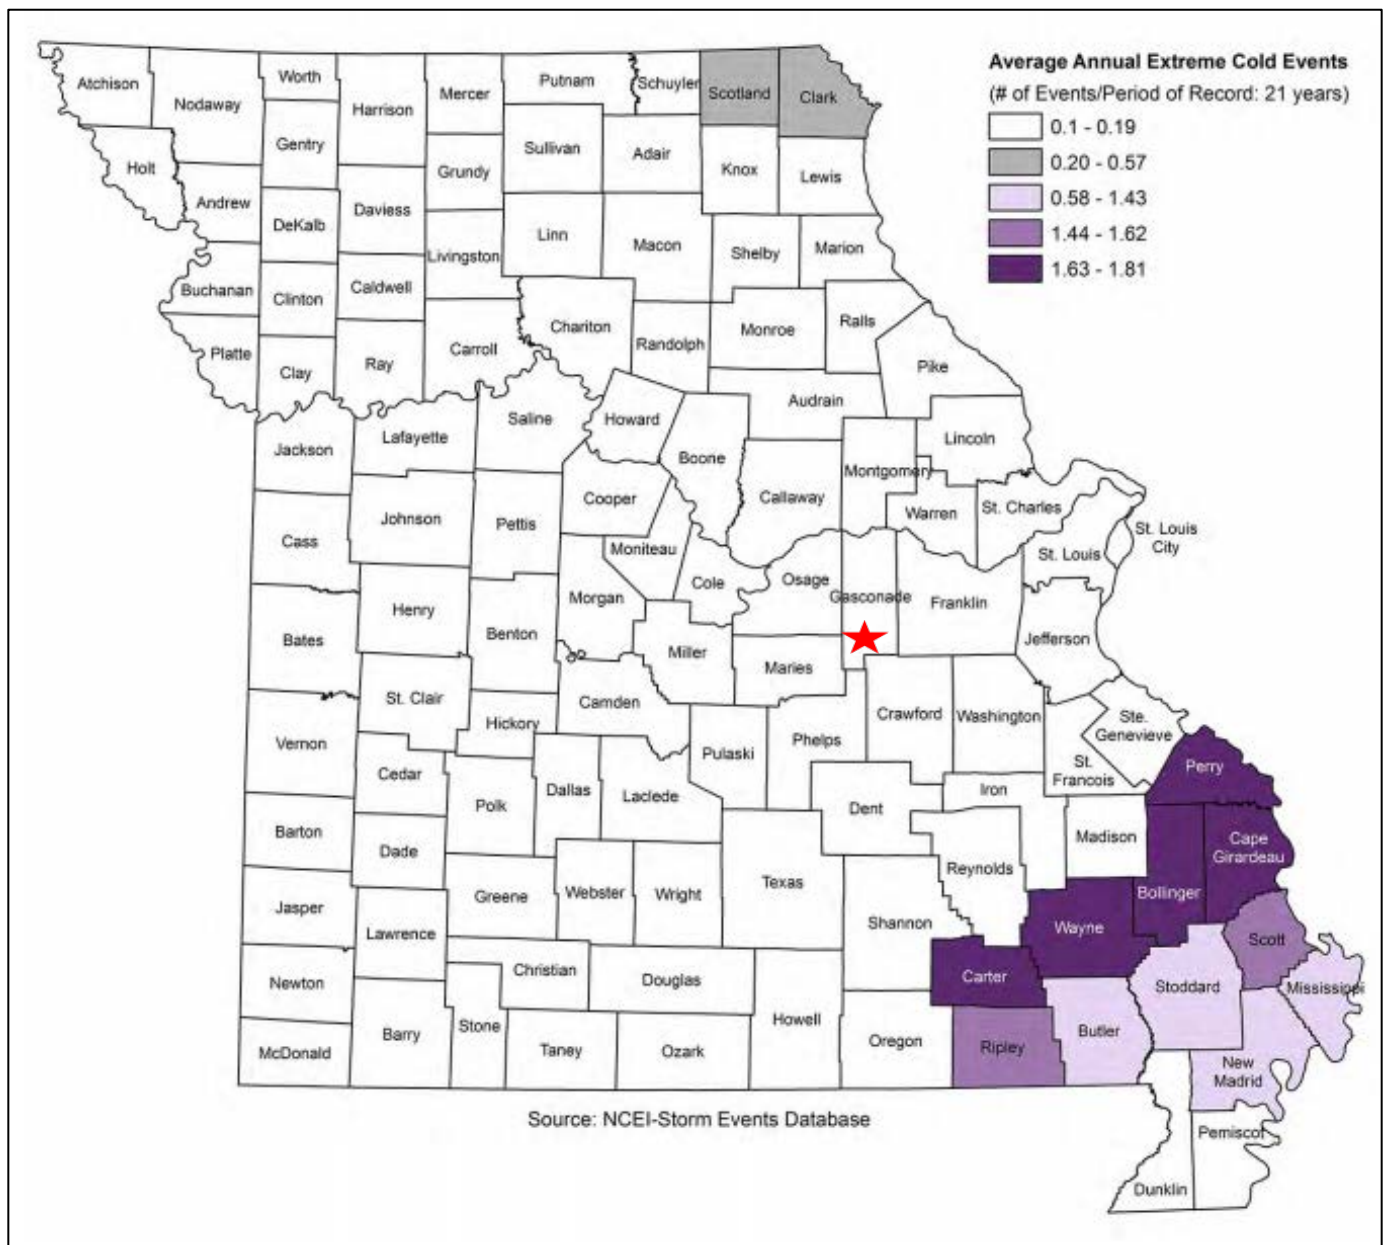 Average Annual Extreme Cold Events
(# of Events/Period of Record: 21 years)
0.1 - 0.19
0.20 - 0.57
0.58 - 1.43
1.44 - 1.62
1.63 - 1.81
Atchison
Nodaway
Worth
Harrison
Mercer
Putnam
Schuyler
Scotland
Clark
Holt
Gentry
Grundy
Sullivan
Adair
Knox
Lewis
Andrew
DeKalb
Daviess
Livingston
Linn
Macon
Shelby
Marion
Buchanan
Clinton
Caldwell
Chariton
Randolph
Monroe
Ralls
Platte
Clay
Ray
Carroll
Pike
Jackson
Lafayette
Saline
Howard
Boone
Audrain
Lincoln
Cass
Johnson
Pettis
Cooper
Callaway
Montgomery
Warren
St. Charles
St. Louis
City
St. Louis
Moniteau
Cole
Osage
Gasconade
Franklin
Jefferson
Bates
Henry
Benton
Morgan
Miller
Maries
Vernon
St. Clair
Hickory
Camden
Pulaski
Phelps
Crawford
Washington
Ste.
Genevieve
St.
Francois
Perry
Cedar
Polk
Dallas
Laclede
Dent
Iron
Madison
Barton
Dade
Greene
Webster
Wright
Texas
Reynolds
Bollinger
Cape
Girardeau
Jasper
Lawrence
Christian
Douglas
Shannon
Wayne
Scott
Newton
Stone
Howell
Carter
Stoddard
Mississippi
McDonald
Barry
Taney
Ozark
Oregon
Ripley
Butler
New
Madrid
Pemiscot
Dunklin
Source: NCEI-Storm Events Database